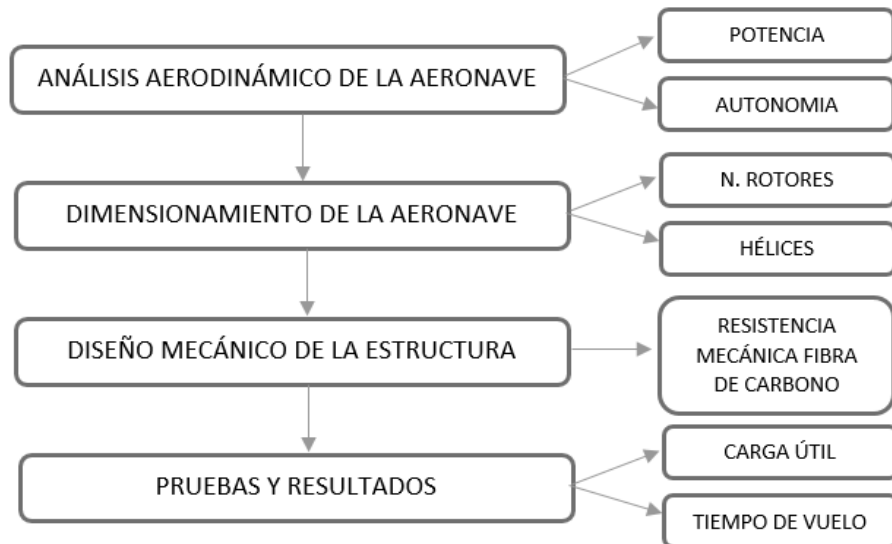 ANÁLISIS AERODINÁMICO DE LA AERONAVE
POTENCIA
AUTONOMIA
DIMENSIONAMIENTO DE LA AERONAVE
N. ROTORES
HÉLICES
DISEÑO MECÁNICO DE LA ESTRUCTURA
RESISTENCIA
MECÁNICA FIBRA
DE CARBONO
PRUEBAS Y RESULTADOS
CARGA ÚTIL
TIEMPO DE VUELO